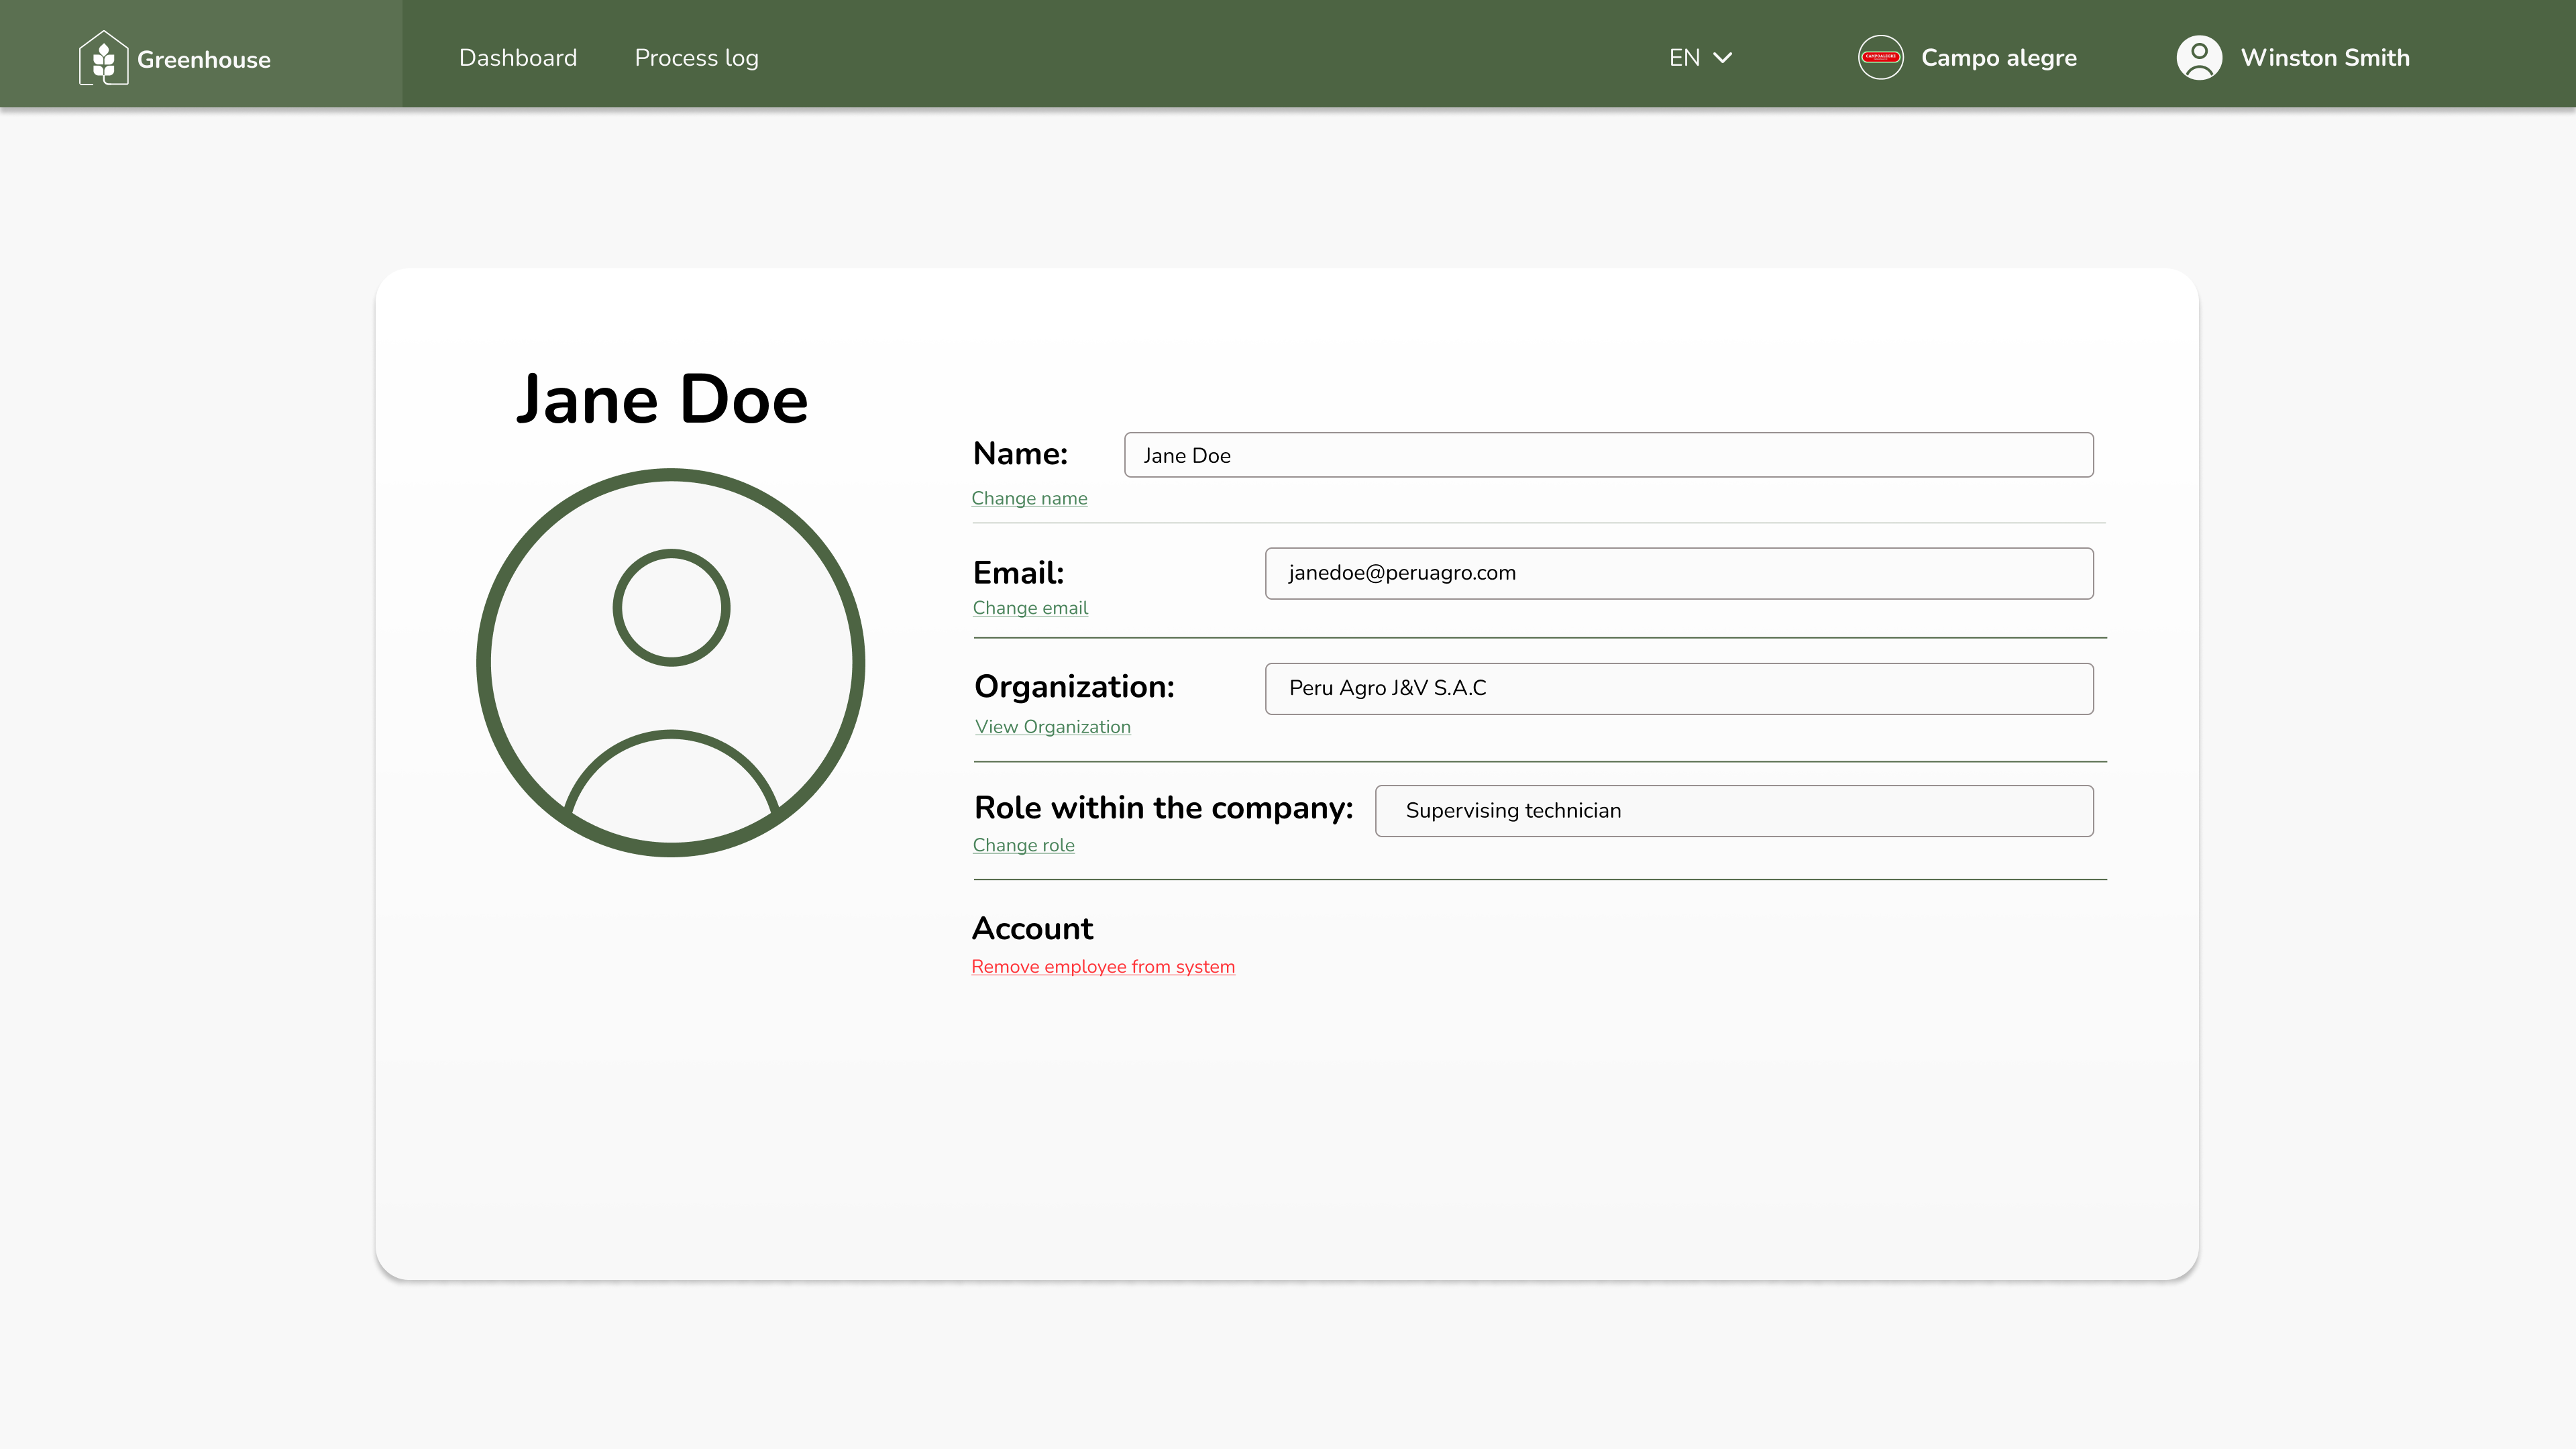 Greenhouse
Dashboard
Process log
EN
CAMPOALEGRE
Campo alegre
Winston Smith
Jane Doe
Name:
Jane Doe
Change name
Email:
janedoe@peruagro.com
Change email
Organization:
Peru Agro J&V S.A.C
View Organization
Role within the company:
Supervising technician
Change role
Account
Remove employee from system